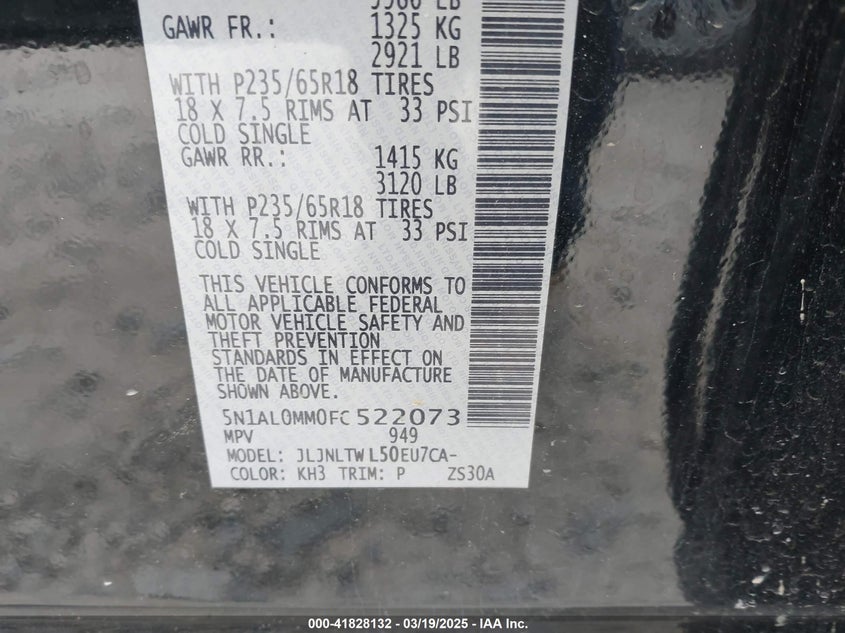 GAWR FR.: 1325 KG
2921 LB
WITH P235/65R18 TIRES
18 X 7.5 RIMS AT 33 PSI
COLD SINGLE
GAWR RR.: 1415 KG
3120 LB
WITH P235/65R18 TIRES
18 X 7.5 RIMS AT 33 PSI
COLD SINGLE
THIS VEHICLE CONFORMS TO
ALL APPLICABLE FEDERAL
MOTOR VEHICLE SAFETY AND
THEFT PREVENTION
STANDARDS IN EFFECT ON
THE DATE OF MANUFACTURE
SHOWN ABOVE.
5N1AL0MM0FC522073
MPV 949
MODEL: JLJNLTWL50EU7CA-
COLOR: KH3 TRIM: P ZS30A
000-41828132 - 03/19/2025 - IAA Inc.